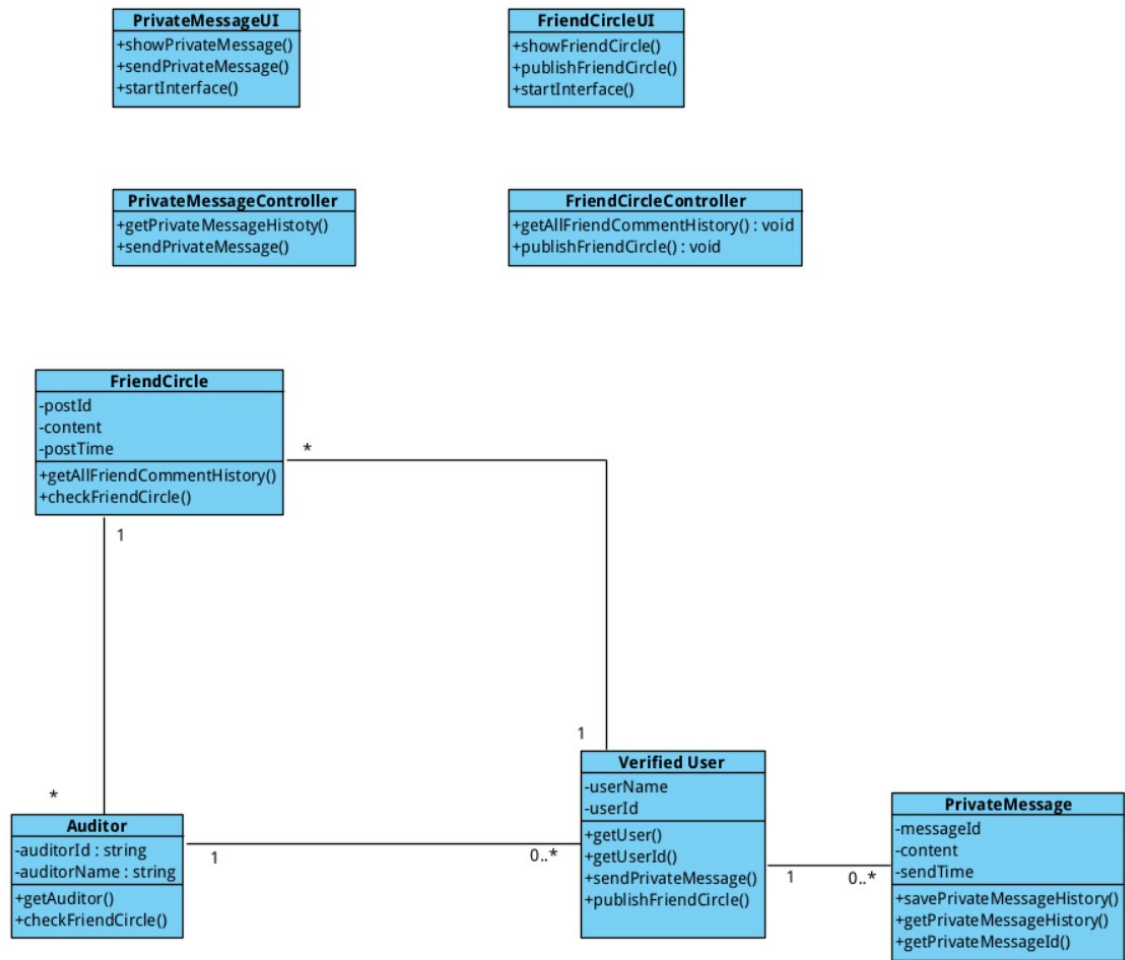 PrivateMessageUI
+showPrivateMessage()
+sendPrivateMessage()
+startInterface()
FriendCircleUI
+showFriendCircle()
+publishFriendCircle()
+startInterface()
PrivateMessageController
+getPrivateMessageHistoty()
+sendPrivateMessage()
FriendCircleController
+getAllFriendCommentHistory() : void
+publishFriendCircle() : void
FriendCircle
-postId
-content
-postTime
+getAllFriendCommentHistory()
+checkFriendCircle()
*
1
1
*
Auditor
-auditorId : string
-auditorName : string
+getAuditor()
+checkFriendCircle()
1
0..*
Verified User
-userName
-userId
+getUser()
+getUserId()
+sendPrivateMessage()
+publishFriendCircle()
1
0..*
PrivateMessage
-messageId
-content
-sendTime
+savePrivateMessageHistory()
+getPrivateMessageHistory()
+getPrivateMessageId()